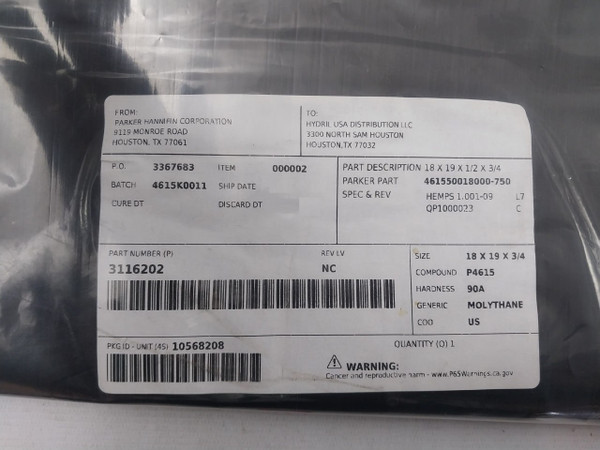 FROM:
PARKER HANNIFIN CORPORATION
9119 MONROE ROAD
HOUSTON, TX 77061
TO:
HYDRIL USA DISTRIBUTION LLC
3300 NORTH SAM HOUSTON
HOUSTON,TX 77032
P.O. 3367683 ITEM 000002
BATCH 4615K0011 SHIP DATE
CURE DT DISCARD DT
PART DESCRIPTION 18 X 19 X 1/2 X 3/4
PARKER PART 461550018000-750
SPEC & REV HEMPS 1.001-09 L7
QP1000023 C
PART NUMBER (P) REV LV
3116202 NC
SIZE 18 X 19 X 3/4
COMPOUND P4615
HARDNESS 90A
GENERIC MOLYTHANE
COO US
PKG ID - UNIT (4S) 10568208
QUANTITY (Q) 1
WARNING:
Cancer and reproductive harm - www.P65Warnings.ca.gov